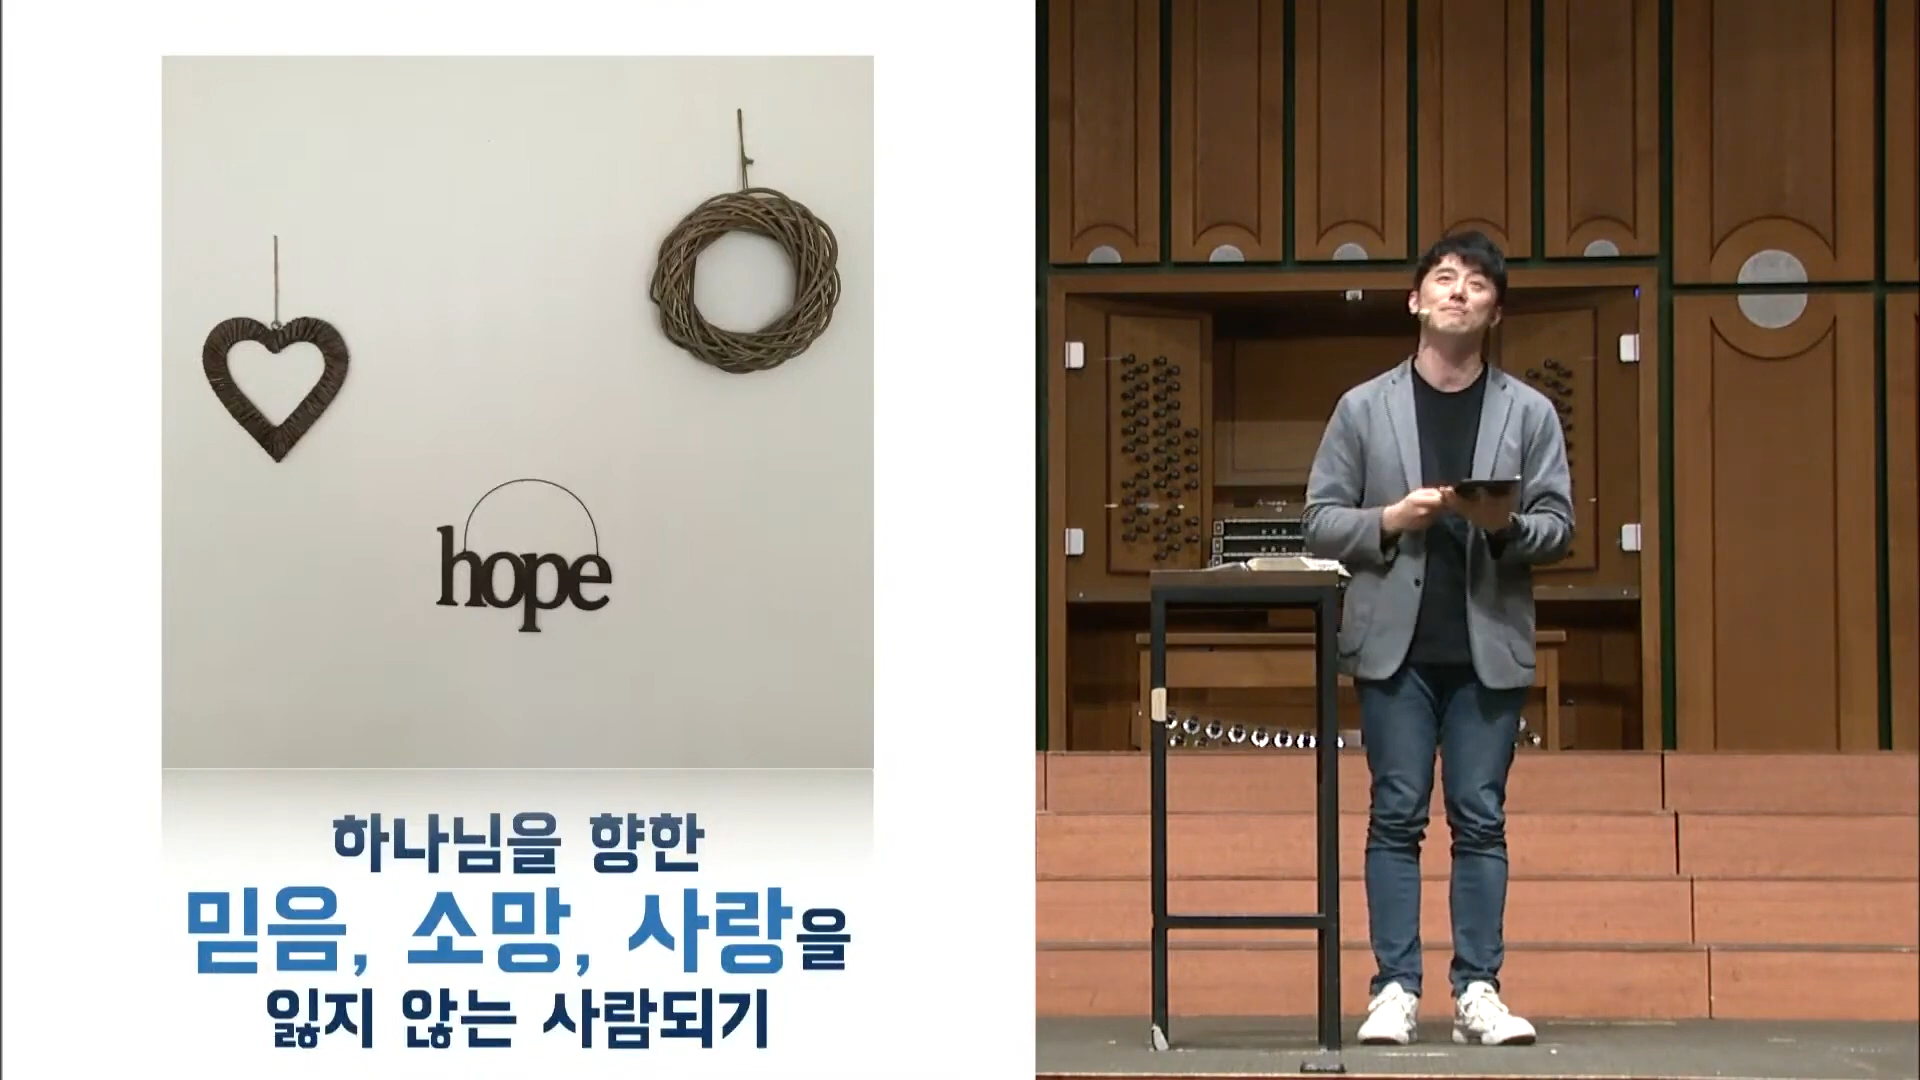 hope
하나님을 향한
믿음, 소망, 사랑을
잃지 않는 사람되기